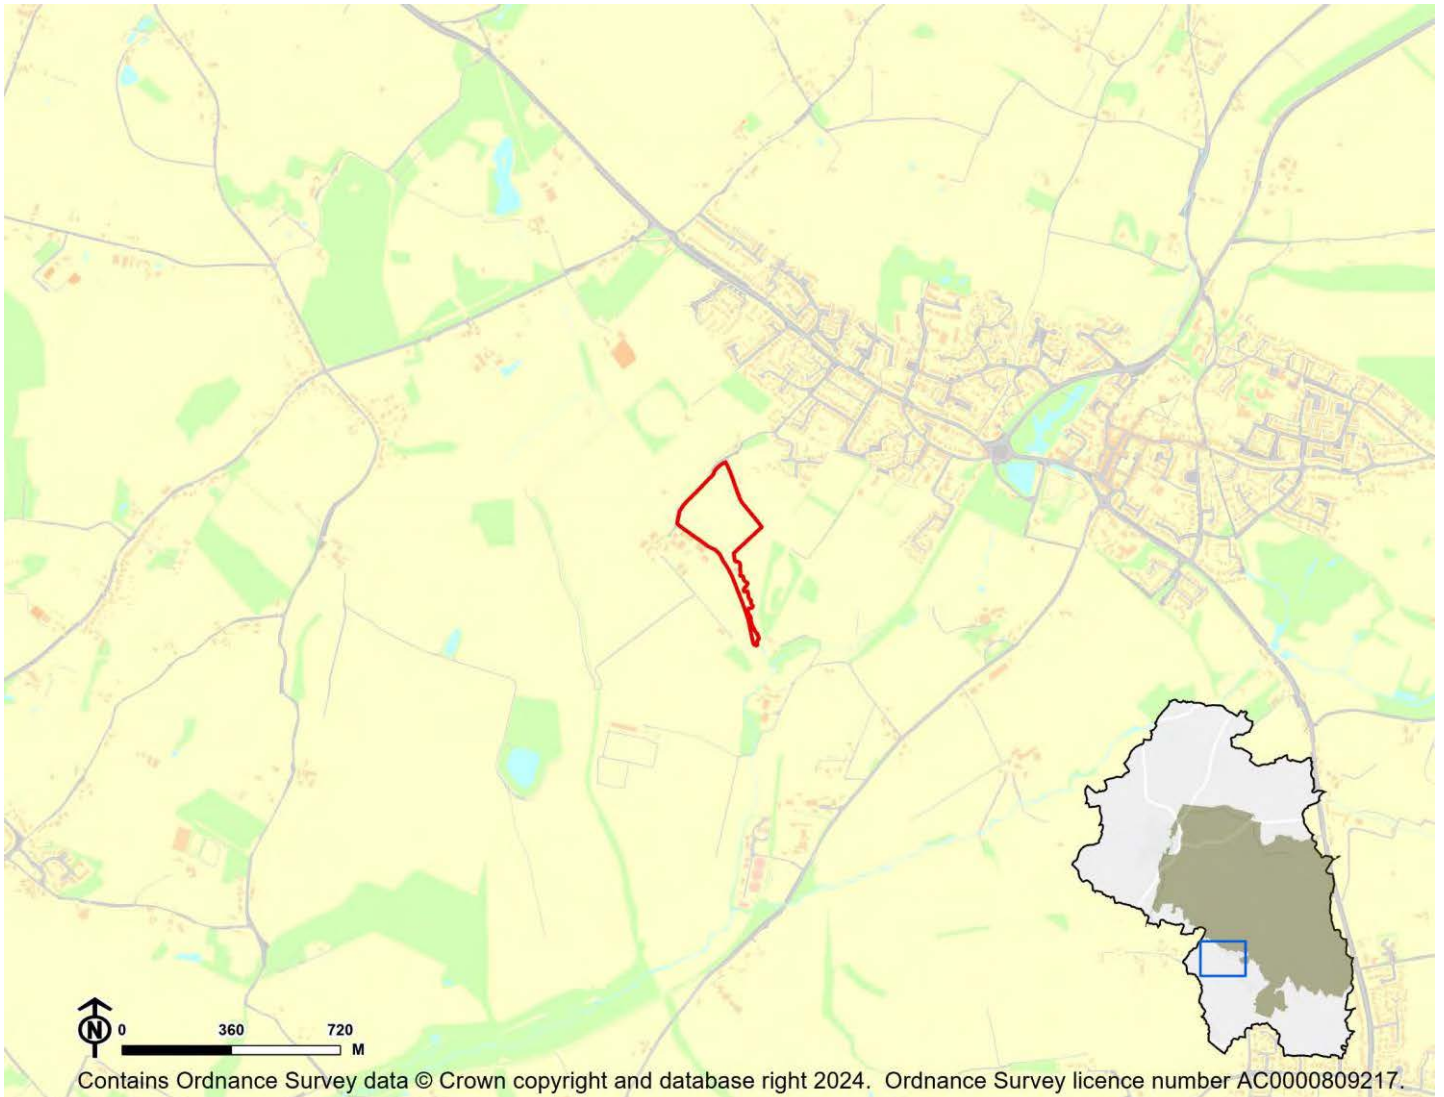 N
0 360 720
M
Contains Ordnance Survey data © Crown copyright and database right 2024. Ordnance Survey licence number AC0000809217.